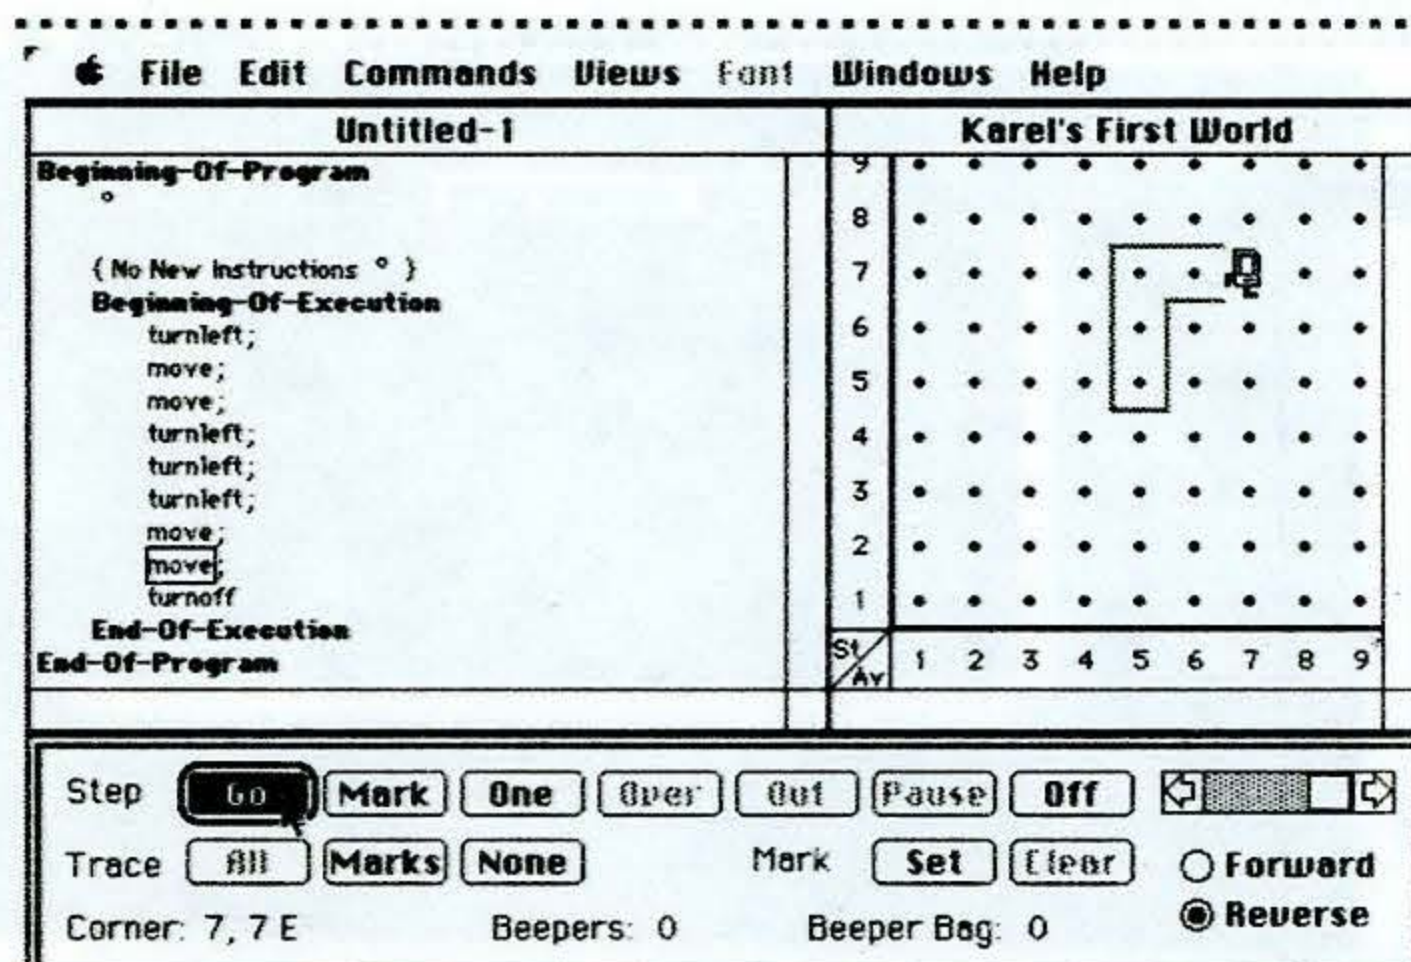 File Edit Commands Views Font Windows Help
Untitled-1
Beginning-Of-Program
{ No New Instructions ° }
Beginning-Of-Execution
turnleft;
move;
move;
turnleft;
turnleft;
turnleft;
move;
move;
turnoff
End-Of-Execution
End-Of-Program
Karel's First World
9
8
7
6
5
4
3
2
1
St/Av 1 2 3 4 5 6 7 8 9
Step Go Mark One Over Out Pause Off
Trace All Marks None Mark Set Clear Forward
Corner: 7, 7 E Beepers: 0 Beeper Bag: 0 Reverse